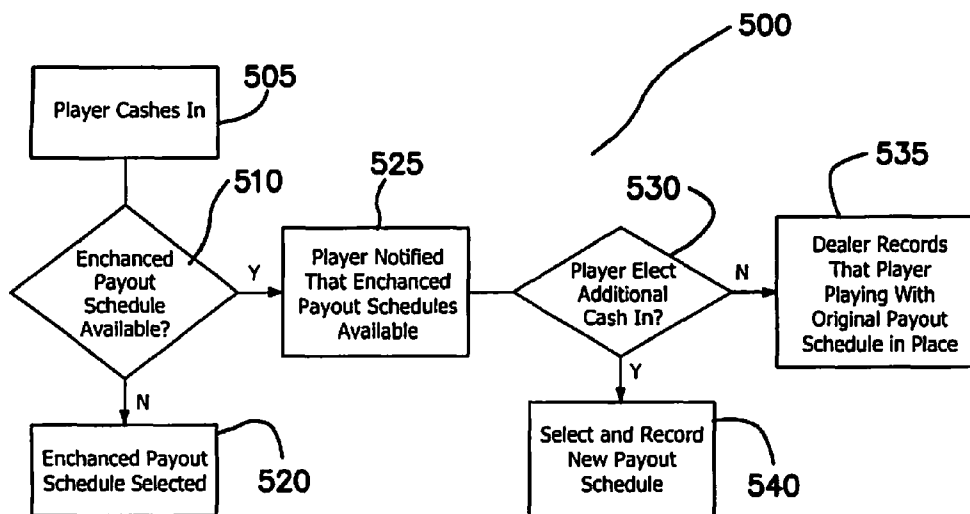 500
505
Player Cashes In
510
Enchanced
Payout
Schedule
Available?
Y
N
Enchanced Payout
Schedule Selected
520
525
Player Notified
That Enchanced
Payout Schedules
Available
530
Player Elect
Additional
Cash In?
N
Y
535
Dealer Records
That Player
Playing With
Original Payout
Schedule in Place
Select and Record
New Payout
Schedule
540